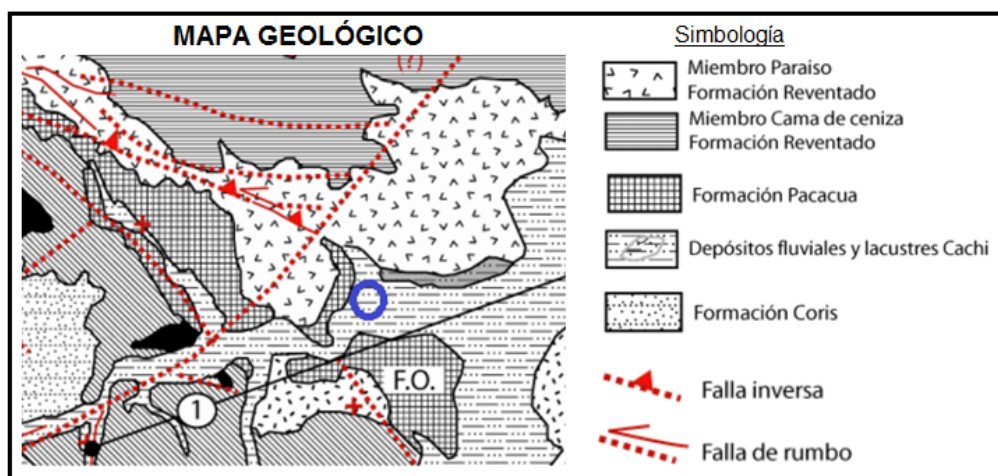 MAPA GEOLÓGICO
(?)
F.O.
1
Simbología
Miembro Paraiso
Formación Reventado
Miembro Cama de ceniza
Formación Reventado
Formación Pacacua
Depósitos fluviales y lacustres Cachi
Formación Coris
Falla inversa
Falla de rumbo